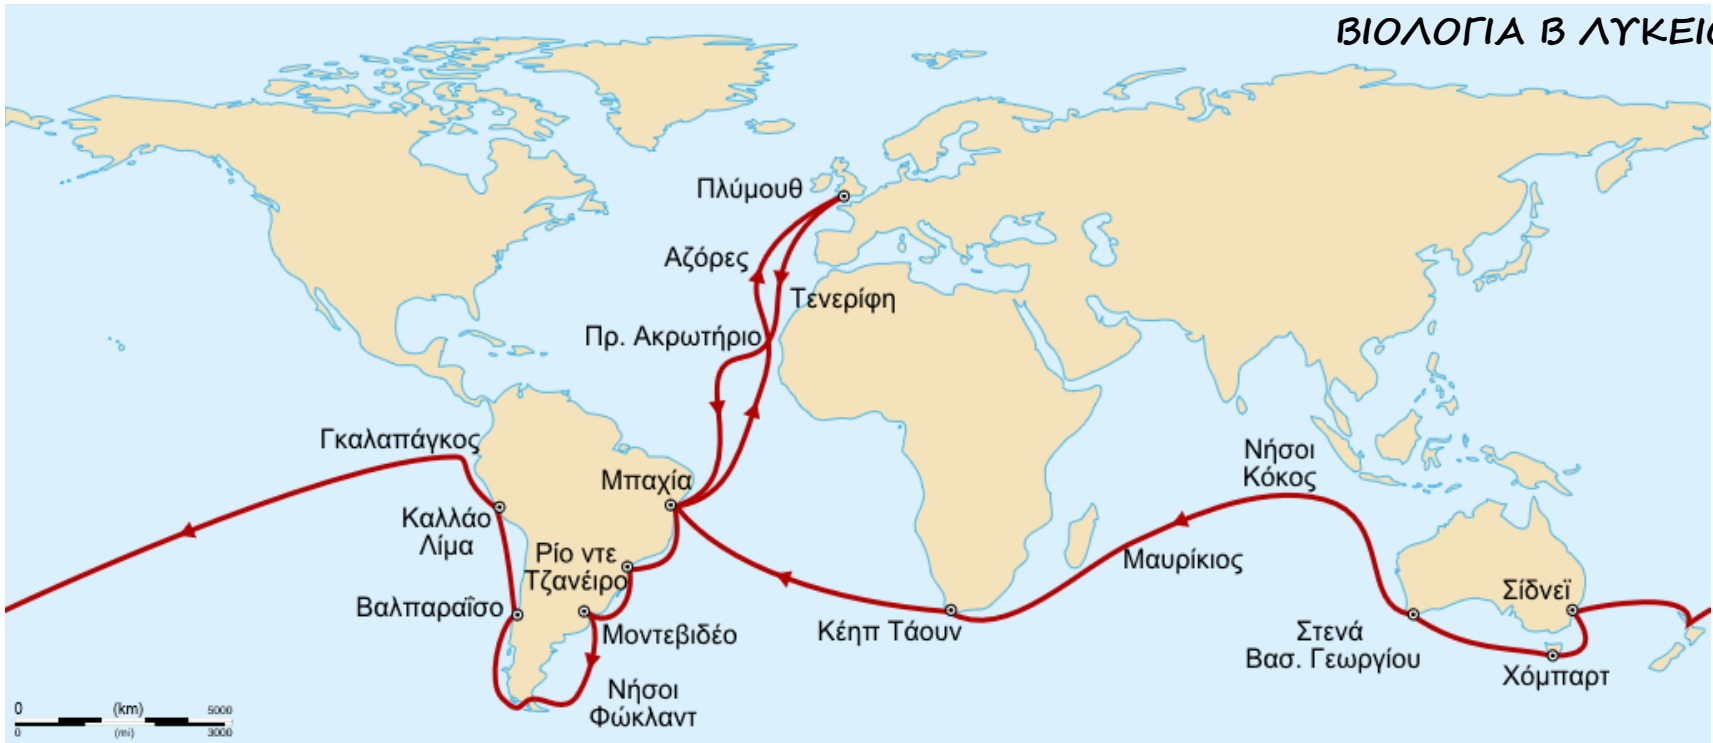 ΒΙΟΛΟΓΙΑ Β ΛΥΚΕΙΟ
Πλύμουθ
Αζόρες
Τενερίφη
Πρ. Ακρωτήριο
Γκαλαπάγκος
Μπαχία
Νήσοι
Κόκος
Καλλάο
Λίμα
Ρίο ντε
Τζανέιρο
Μαυρίκιος
Σίδνεϊ
Βαλπαραΐσο
Μοντεβιδέο
Κέηπ Τάουν
Στενά
Βασ. Γεωργίου
Χόμπαρτ
Νήσοι
Φώκλαντ
0 (km) 5000
0 (mi) 3000